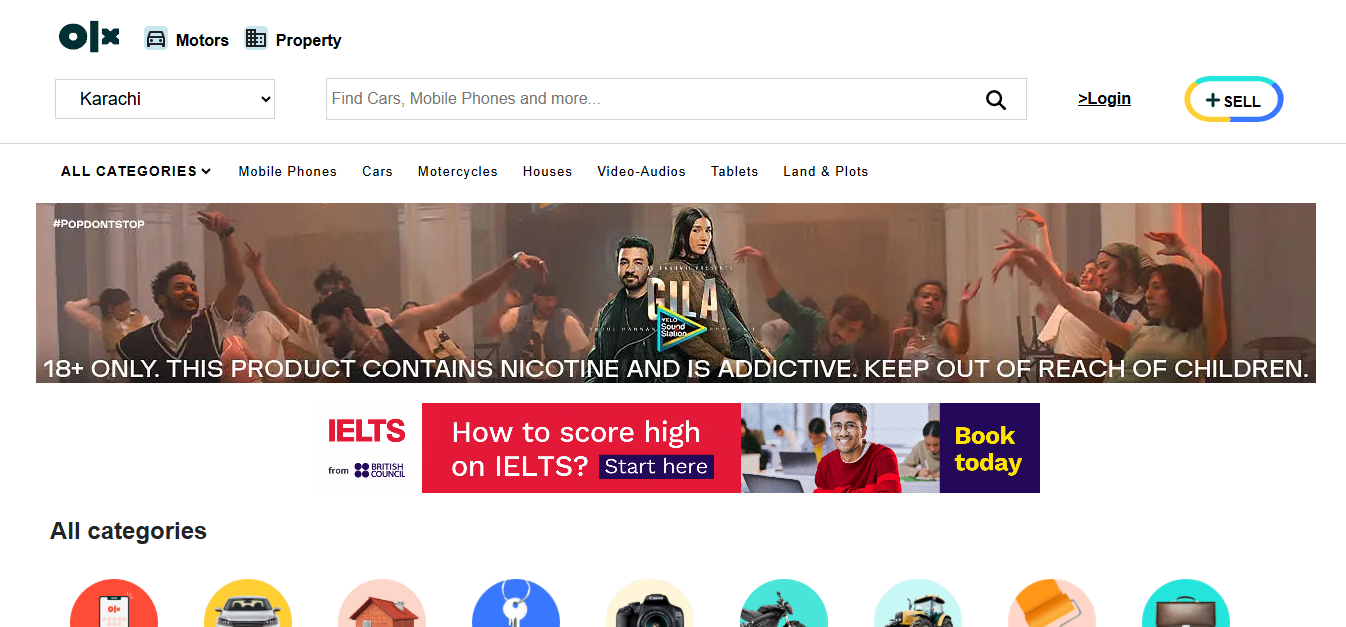 olx
Motors
Property
Karachi
Find Cars, Mobile Phones and more...
>Login
+ SELL
ALL CATEGORIES
Mobile Phones
Cars
Motercycles
Houses
Video-Audios
Tablets
Land & Plots
#POPDONTSTOP
GILA
VELO
Sound
Station
18+ ONLY. THIS PRODUCT CONTAINS NICOTINE AND IS ADDICTIVE. KEEP OUT OF REACH OF CHILDREN.
IELTS
from BRITISH
COUNCIL
How to score high
on IELTS? Start here
Book
today
All categories
olx